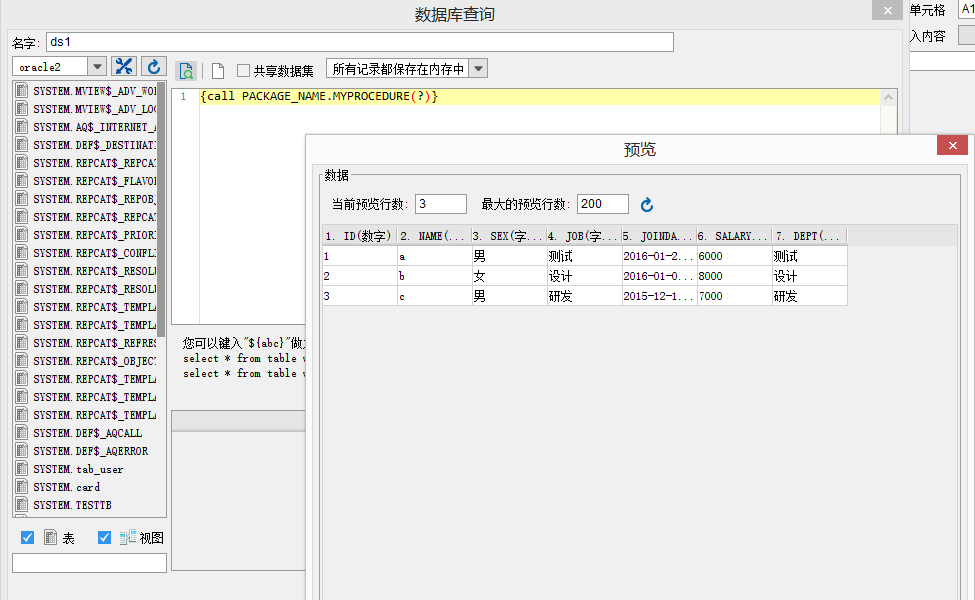 数据库查询
单元格 A1
入内容
名字: ds1
oracle2
共享数据集
所有记录都保存在内存中
1 {call PACKAGE_NAME.MYPROCEDURE(?)}
SYSTEM.MVIEW$_ADV_WO
SYSTEM.MVIEW$_ADV_LO
SYSTEM.AQ$_INTERNET_
SYSTEM.DEF$_DESTINAT
SYSTEM.REPCAT$_REPCA
SYSTEM.REPCAT$_FLAVO
SYSTEM.REPCAT$_REPOB
SYSTEM.REPCAT$_REPCA
SYSTEM.REPCAT$_PRIOR
SYSTEM.REPCAT$_CONFL
SYSTEM.REPCAT$_RESOL
SYSTEM.REPCAT$_RESOL
SYSTEM.REPCAT$_TEMPL
SYSTEM.REPCAT$_TEMPL
SYSTEM.REPCAT$_REFRE
SYSTEM.REPCAT$_OBJEC
SYSTEM.REPCAT$_TEMPL
SYSTEM.REPCAT$_TEMPL
SYSTEM.REPCAT$_TEMPL
SYSTEM.DEF$_AQCALL
SYSTEM.DEF$_AQERROR
SYSTEM.tab_user
SYSTEM.card
SYSTEM.TESTTB
表 视图
您可以键入"${abc}"做
select * from table
select * from table
预览
数据
当前预览行数: 3 最大的预览行数: 200
1. ID(数字) 2. NAME(... 3. SEX(字... 4. JOB(字... 5. JOINDA... 6. SALARY... 7. DEPT(...
1 a 男 测试 2016-01-2... 6000 测试
2 b 女 设计 2016-01-0... 8000 设计
3 c 男 研发 2015-12-1... 7000 研发